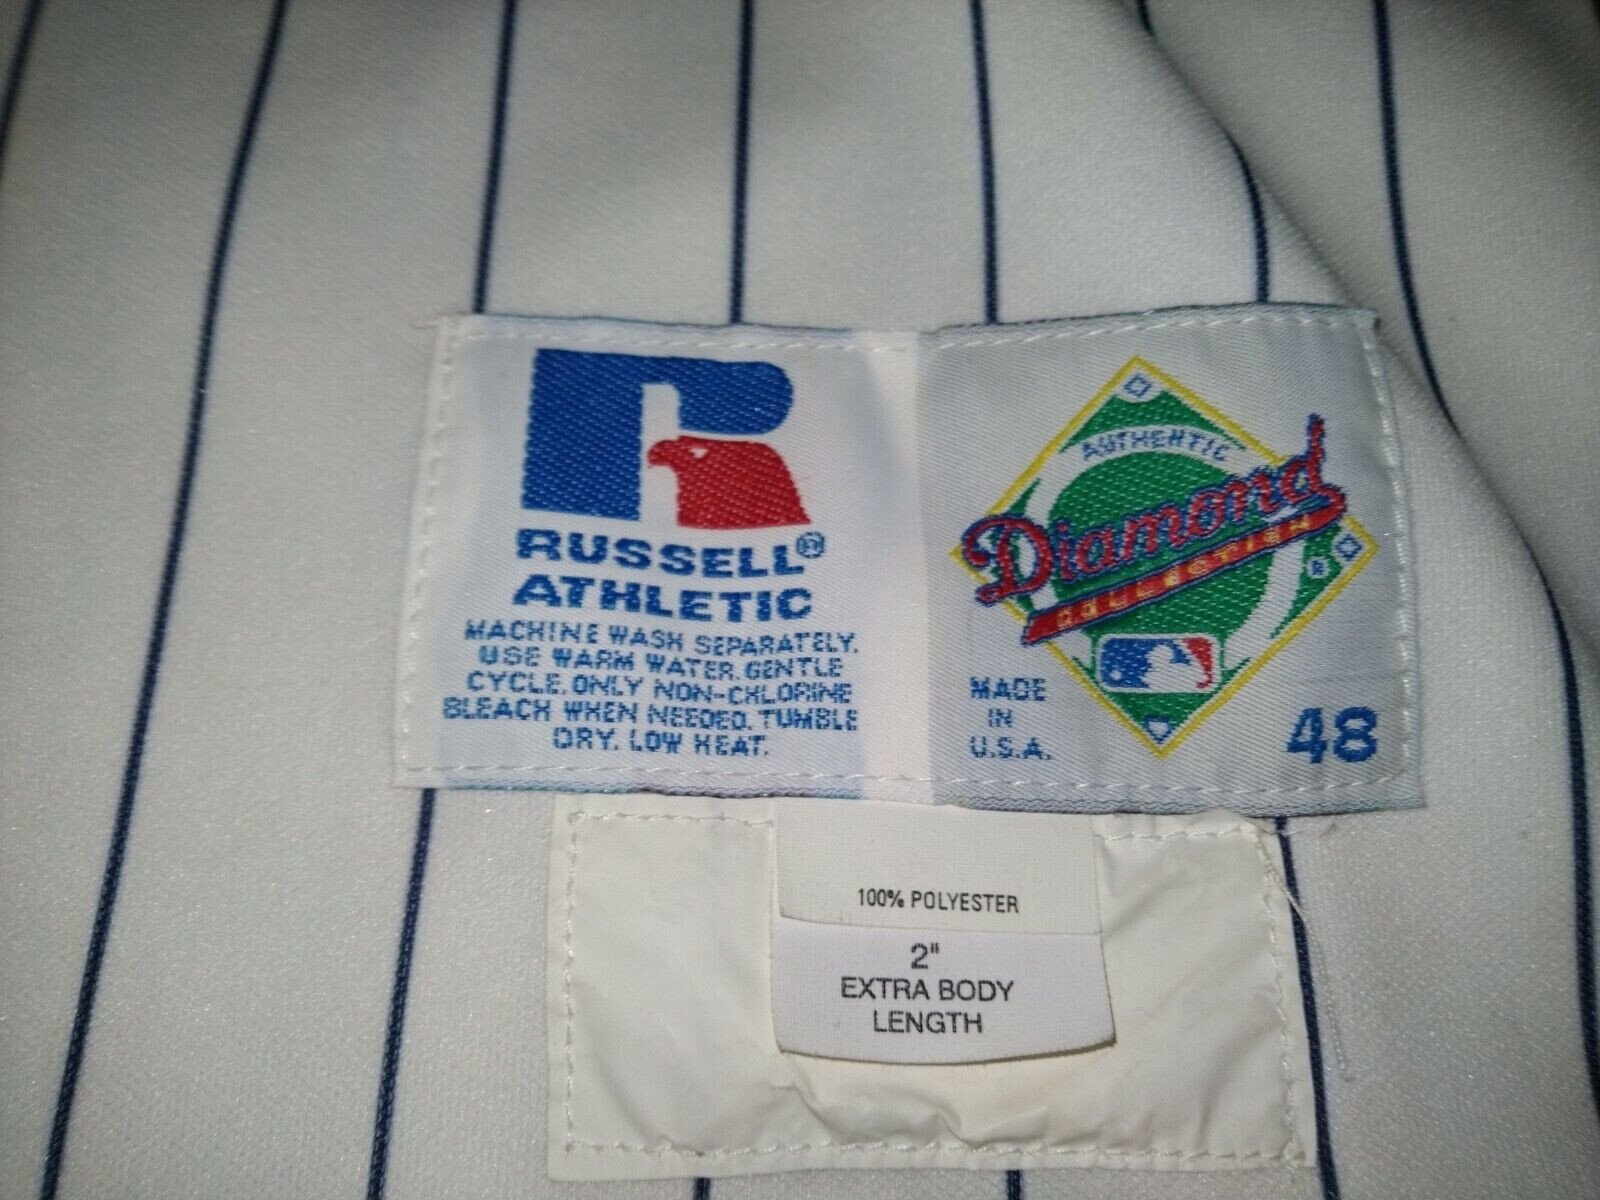 RUSSELL®
ATHLETIC
MACHINE WASH SEPARATELY.
USE WARM WATER. GENTLE
CYCLE. ONLY NON-CHLORINE
BLEACH WHEN NEEDED. TUMBLE
DRY. LOW HEAT.
AUTHENTIC
Diamond
COLLECTION
®
MADE
IN
U.S.A.
48
100% POLYESTER
2"
EXTRA BODY
LENGTH